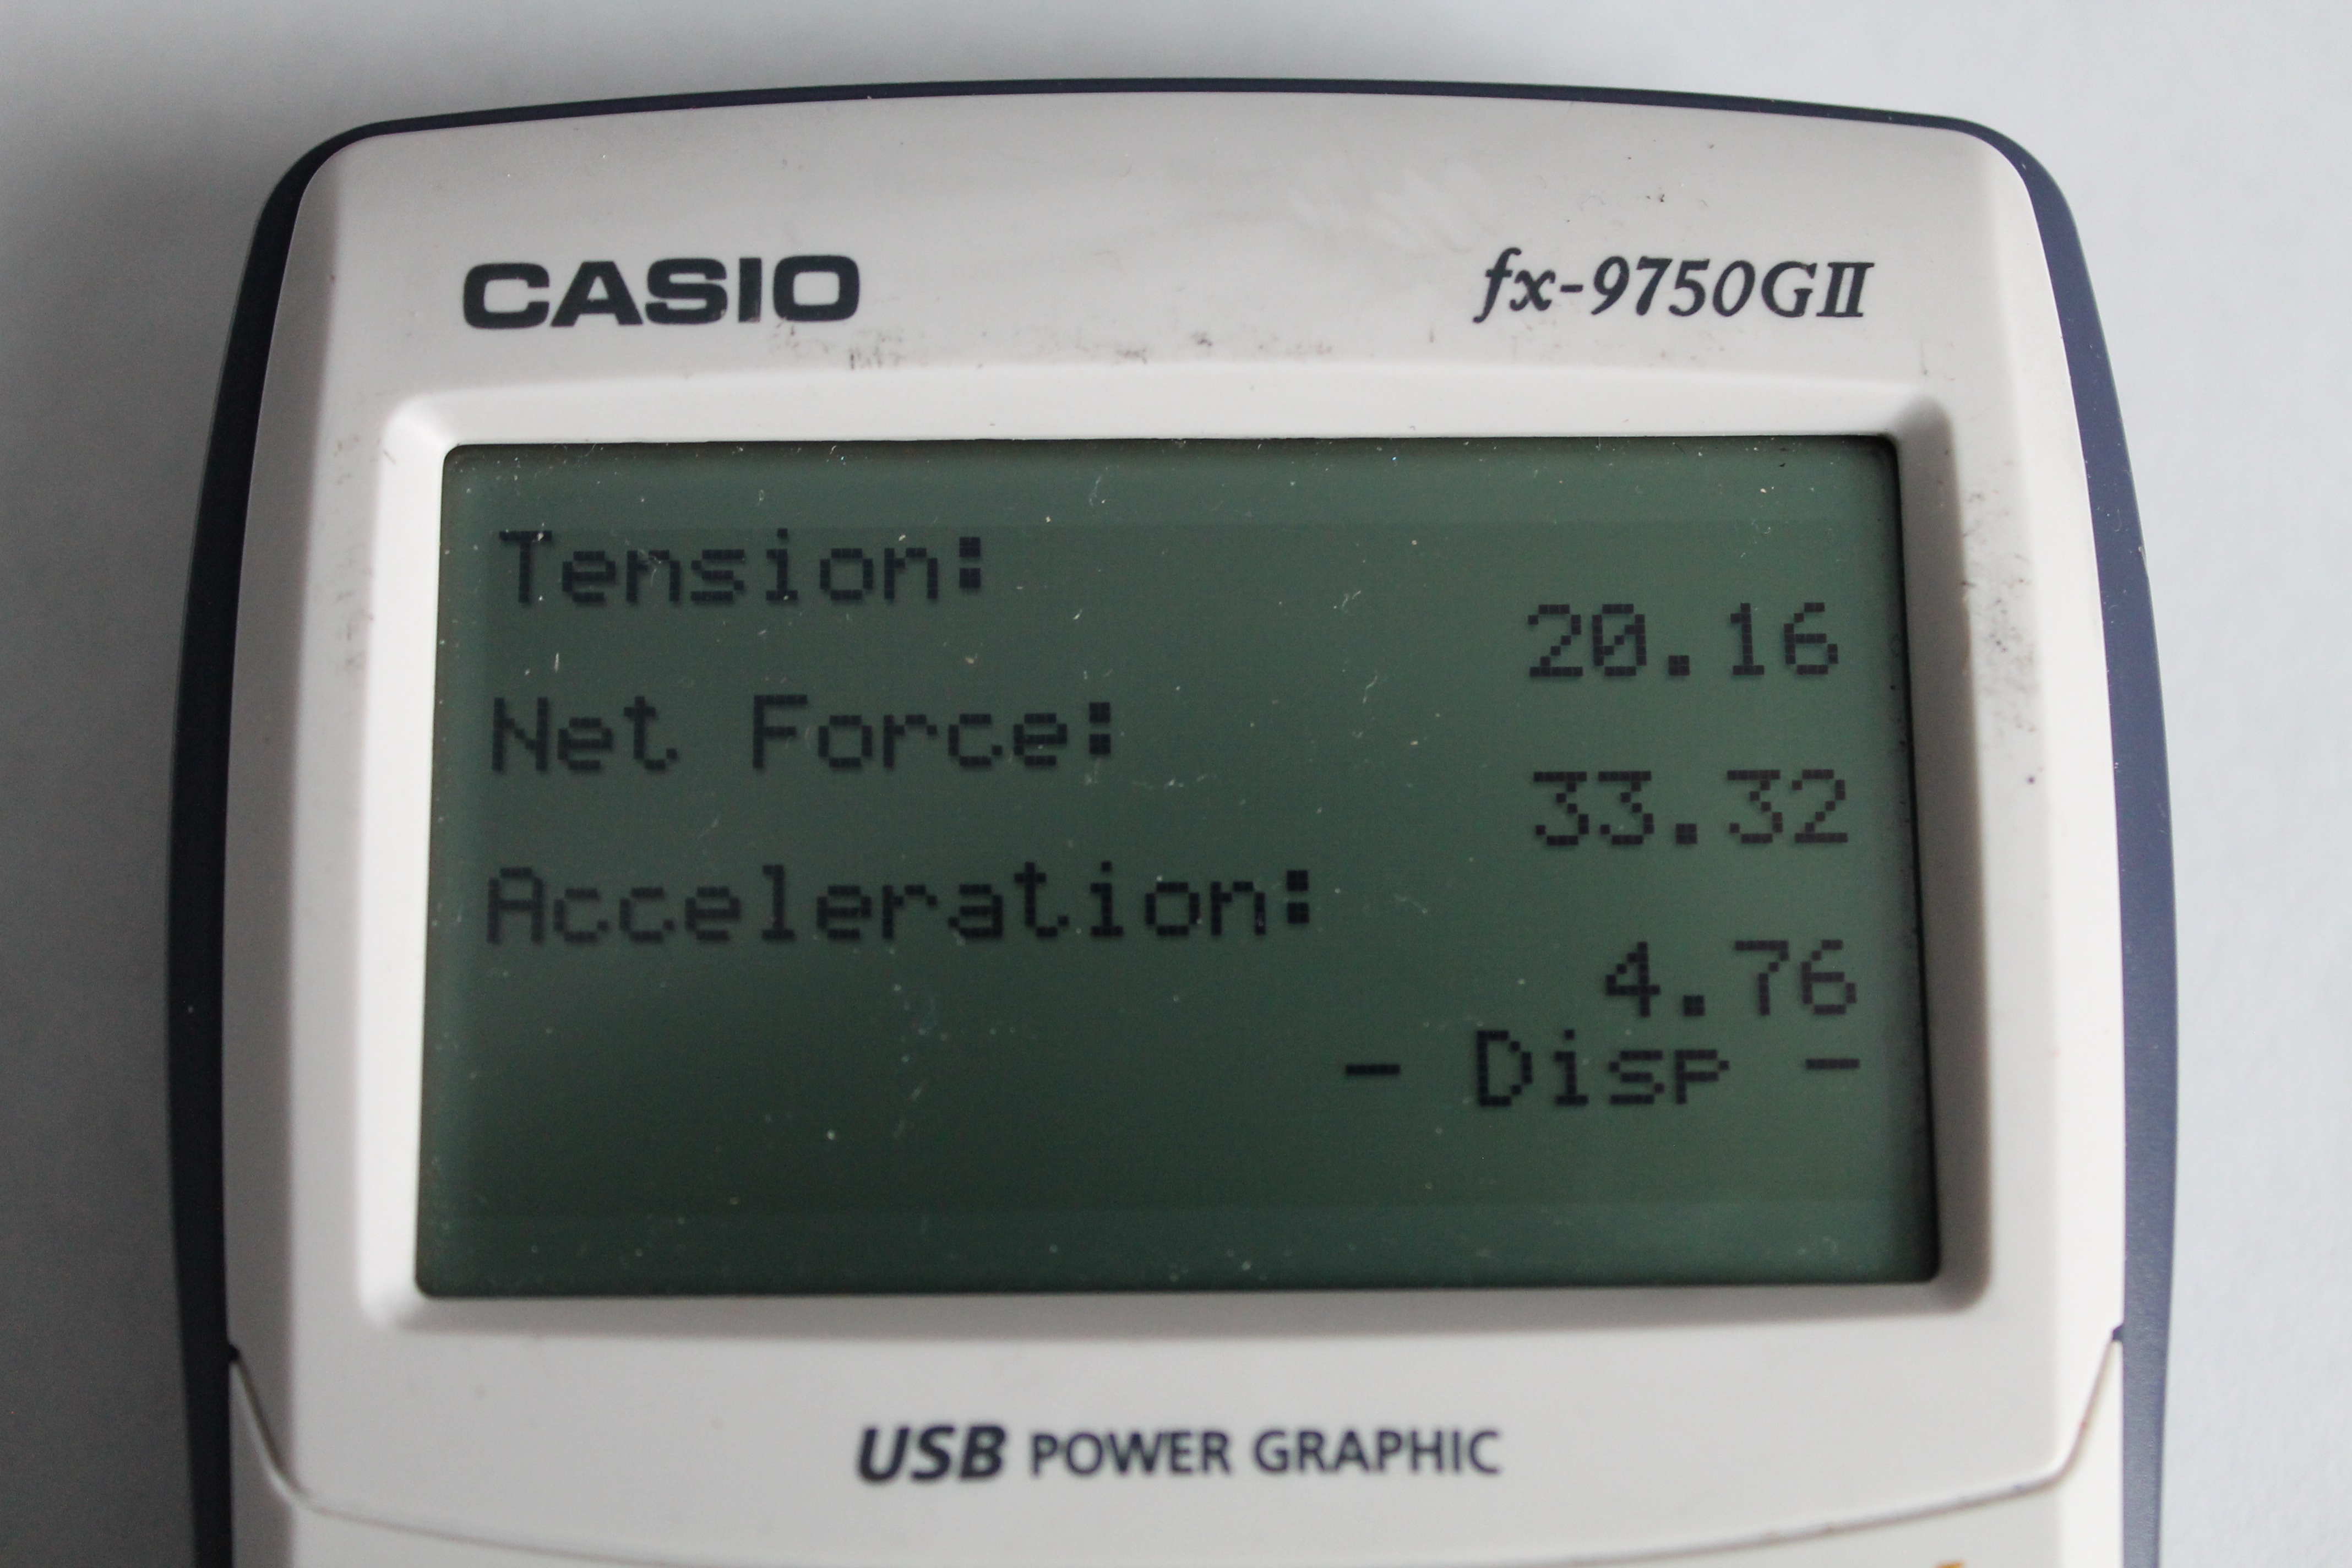 CASIO fx-9750GII
Tension:
20.16
Net Force:
33.32
Acceleration:
4.76
- Disp -
USB POWER GRAPHIC